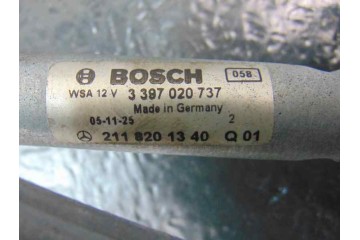 BOSCH 058
WSA 12 V 3 397 020 737
Made in Germany
05-11-25 2
211 820 13 40 Q 01